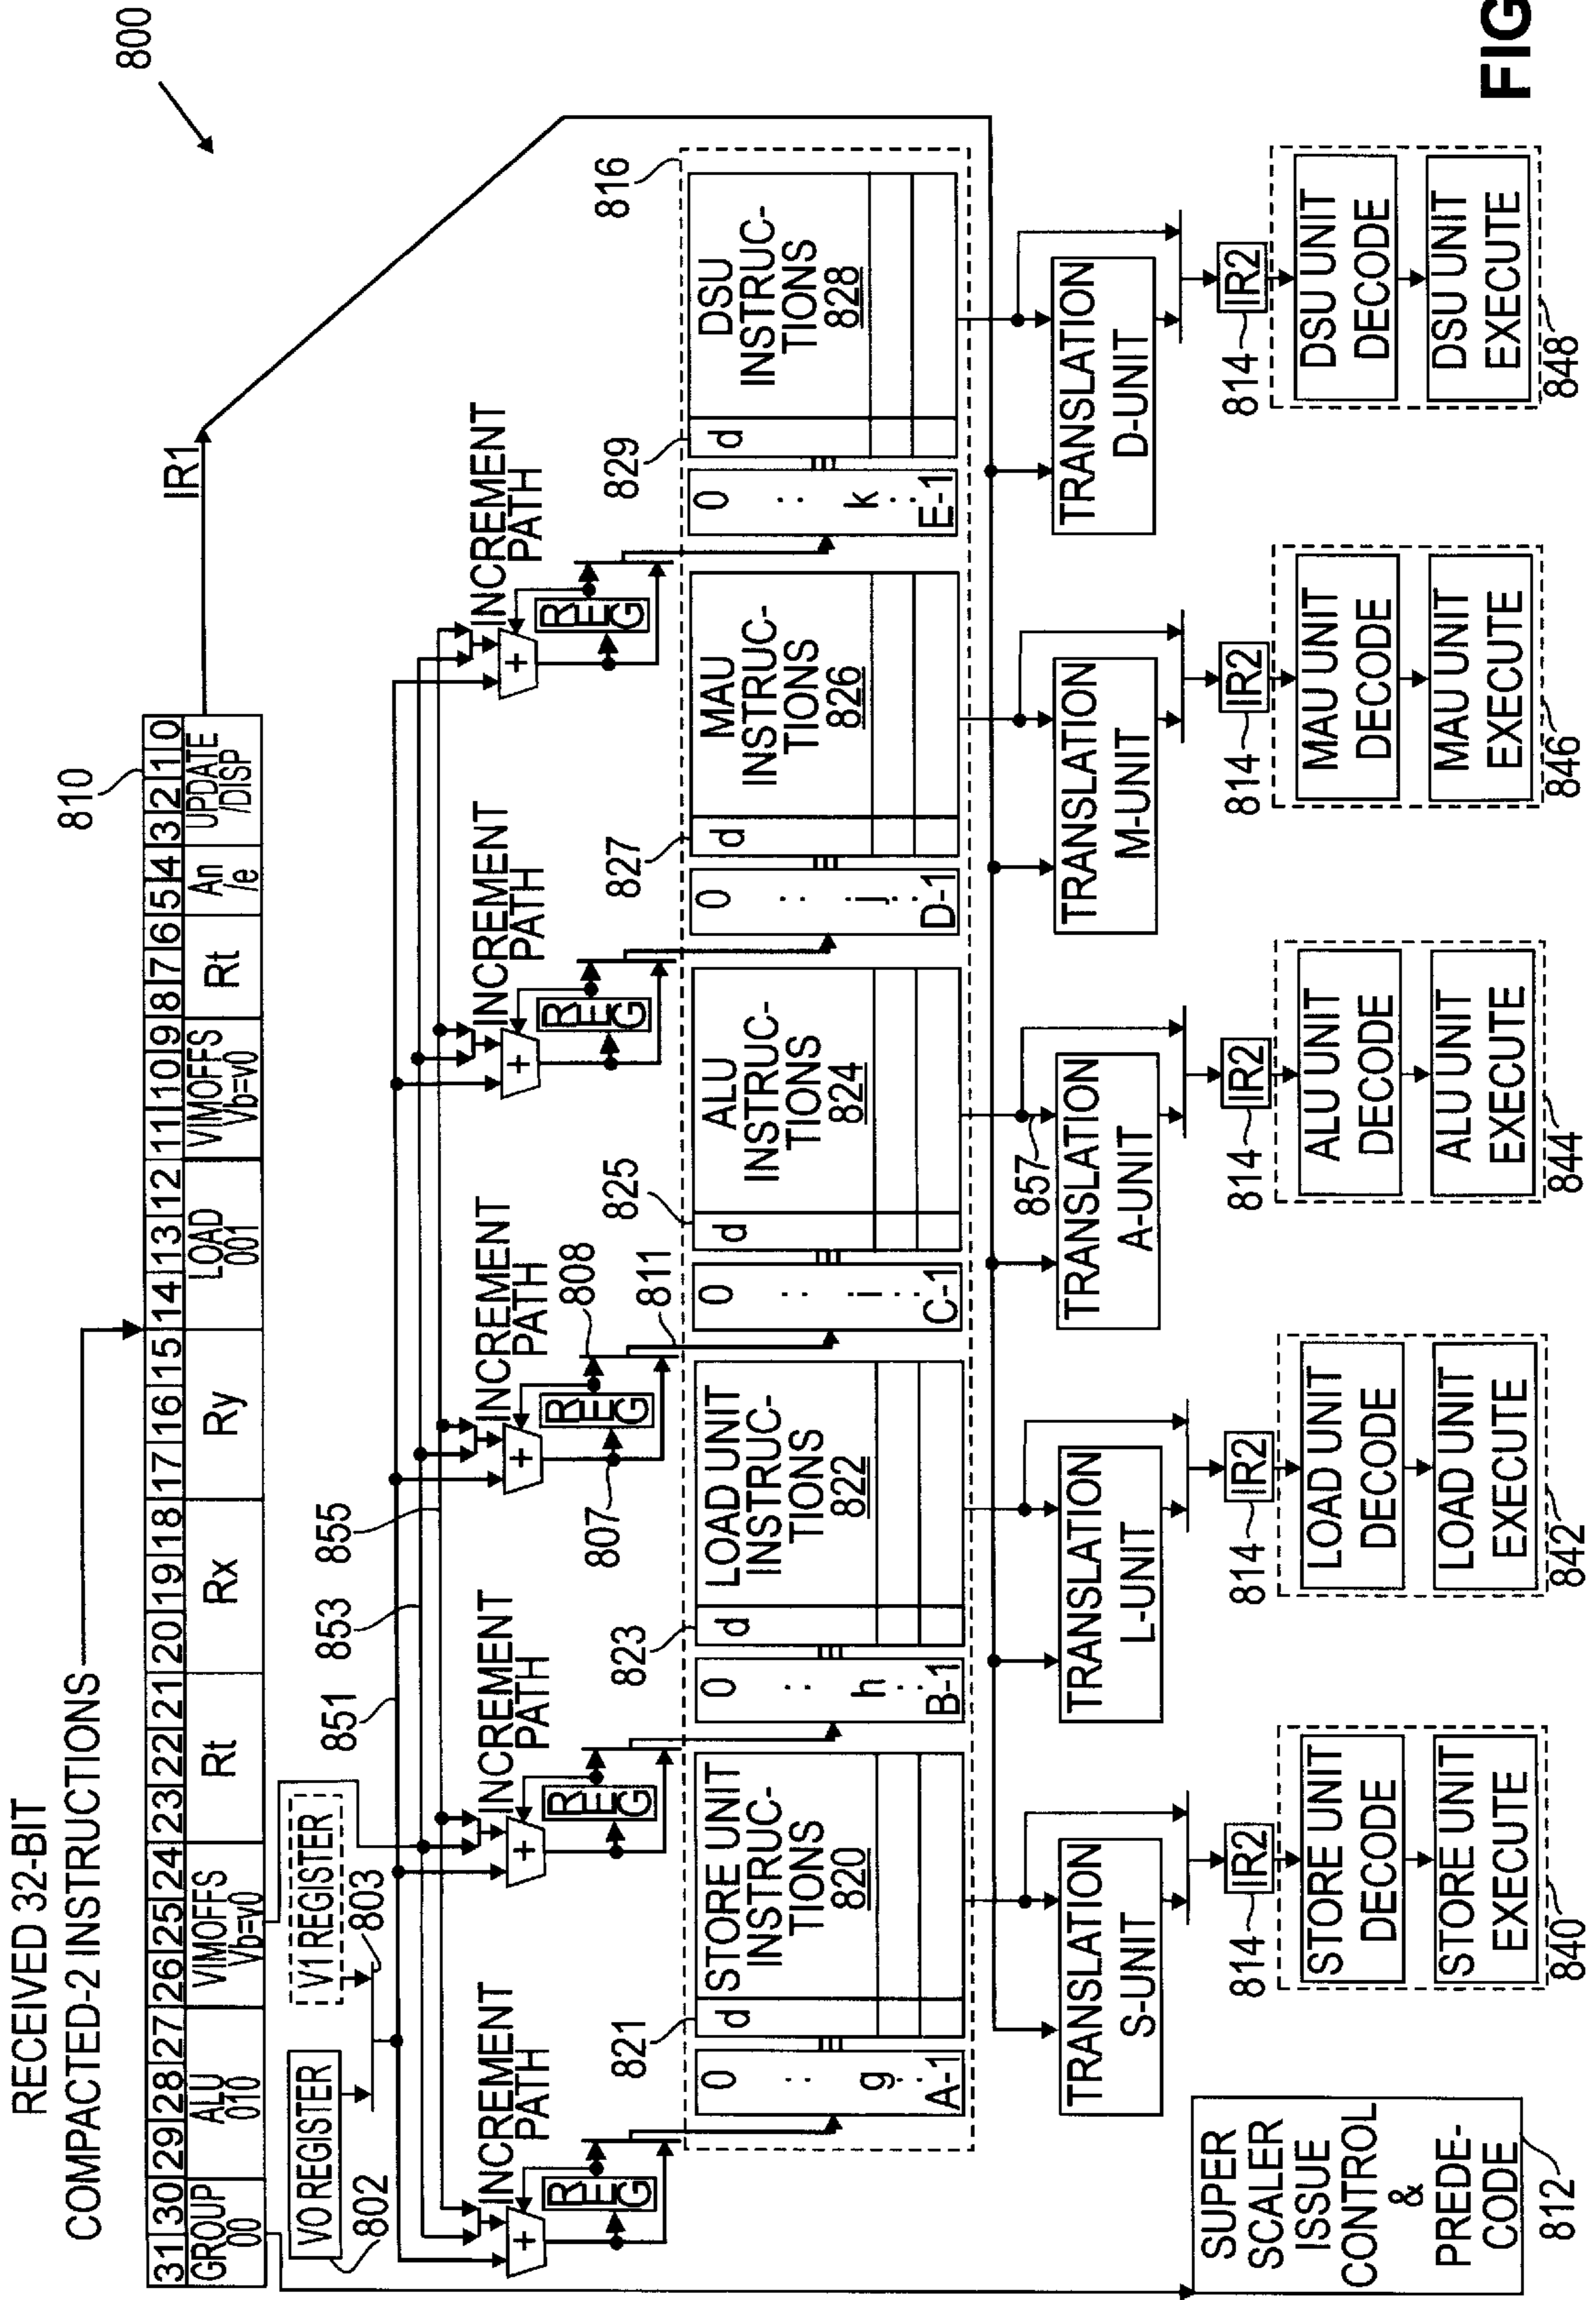 RECEIVED 32-BIT
COMPACTED-2 INSTRUCTIONS
810
800
31 30 29 28 27 26 25 24 23 22 21 20 19 18 17 16 15 14 13 12 11 10 9 8 7 6 5 4 3 2 1 0
GROUP
00
ALU
010
VIMOFFS
Vb=v0
Rt
Rx
Ry
LOAD
001
VIMOFFS
Vb=v0
Rt
An
/e
UPDATE
/DISP
IR1
V0 REGISTER
802
V1 REGISTER
803
851
853
855
INCREMENT
PATH
+
REG
INCREMENT
PATH
+
REG
INCREMENT
PATH
+
REG
807
808
811
INCREMENT
PATH
+
REG
INCREMENT
PATH
+
REG
816
821
0
:
g
:
A-1
d
STORE UNIT
INSTRUC-
TIONS
820
823
0
:
h
:
B-1
d
LOAD UNIT
INSTRUC-
TIONS
822
825
0
:
i
:
C-1
d
ALU
INSTRUC-
TIONS
824
827
0
:
j
:
D-1
d
MAU
INSTRUC-
TIONS
826
829
0
:
k
:
E-1
d
DSU
INSTRUC-
TIONS
828
857
TRANSLATION
S-UNIT
TRANSLATION
L-UNIT
TRANSLATION
A-UNIT
TRANSLATION
M-UNIT
TRANSLATION
D-UNIT
814
IR2
814
IR2
814
IR2
814
IR2
814
IR2
SUPER
SCALER
ISSUE
CONTROL
&
PREDE-
CODE
812
STORE UNIT
DECODE
STORE UNIT
EXECUTE
840
LOAD UNIT
DECODE
LOAD UNIT
EXECUTE
842
ALU UNIT
DECODE
ALU UNIT
EXECUTE
844
MAU UNIT
DECODE
MAU UNIT
EXECUTE
846
DSU UNIT
DECODE
DSU UNIT
EXECUTE
848
FIG